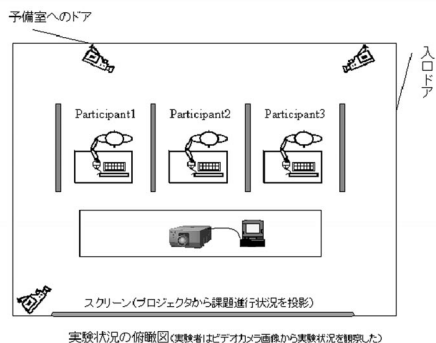 予備室へのドア
入口ドア
Participant1 Participant2 Participant3
スクリーン(プロジェクタから課題進行状況を投影)
実験状況の俯瞰図(実験者はビデオカメラ画像から実験状況を観察した)